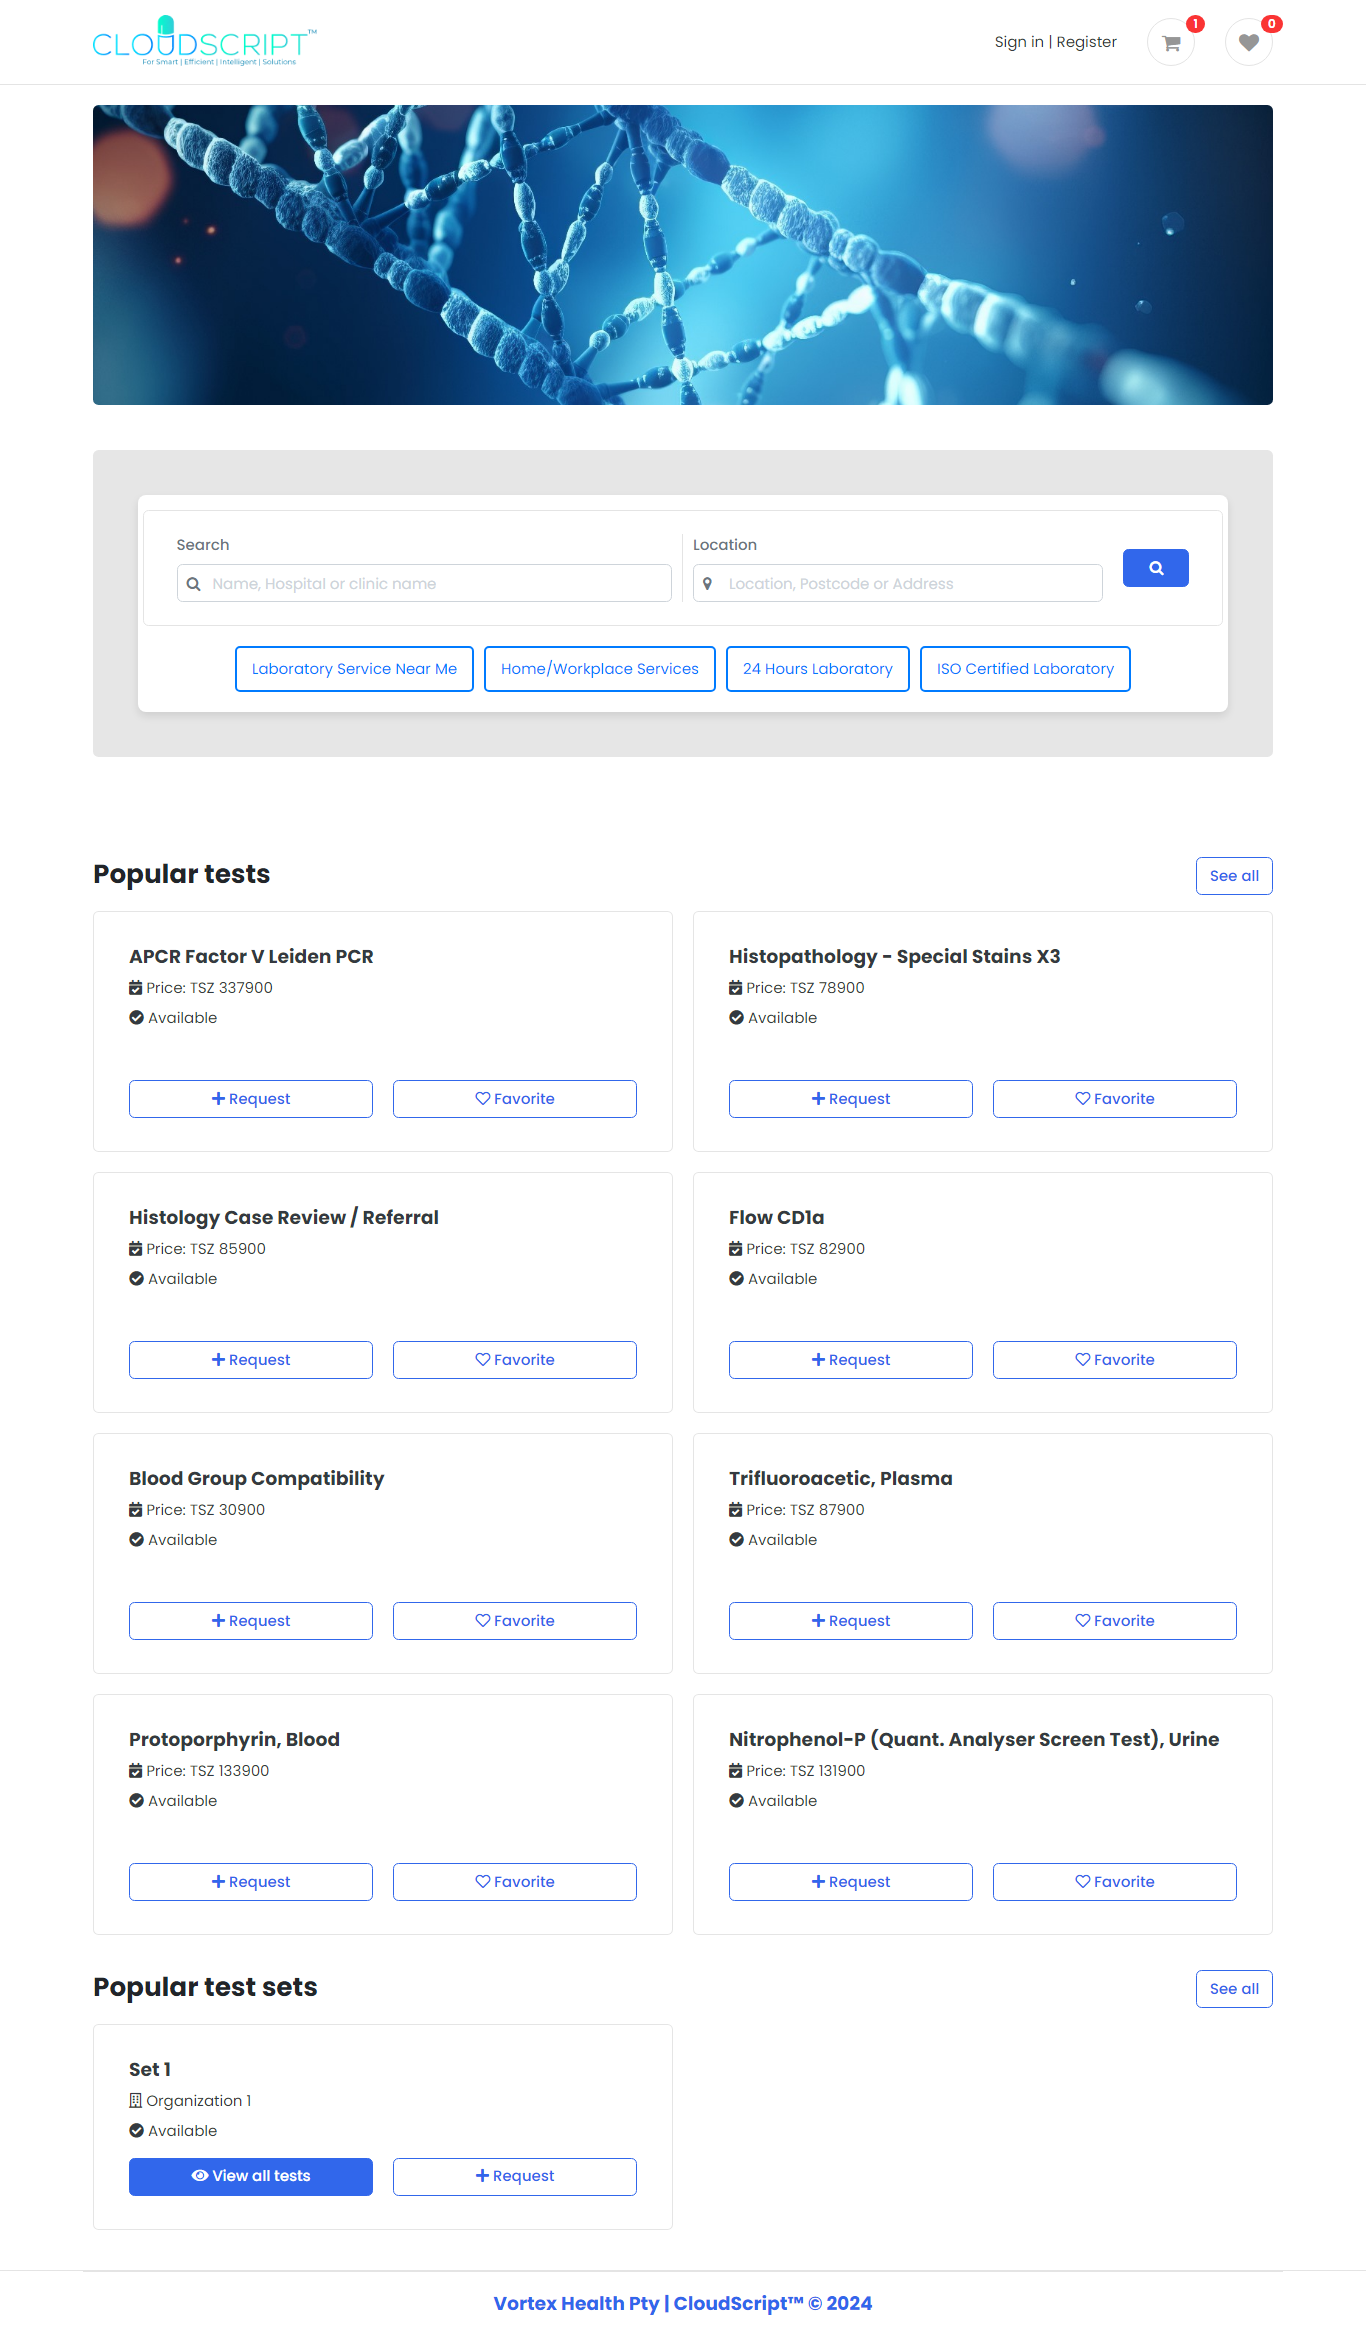 CLOUDSCRIPT™
For Smart | Efficient | Intelligent | Solutions
Sign in | Register
1
0
Search
Location
Name, Hospital or clinic name
Location, Postcode or Address
Laboratory Service Near Me
Home/Workplace Services
24 Hours Laboratory
ISO Certified Laboratory
Popular tests
See all
APCR Factor V Leiden PCR
Price: TSZ 337900
Available
Request
Favorite
Histopathology - Special Stains X3
Price: TSZ 78900
Available
Request
Favorite
Histology Case Review / Referral
Price: TSZ 85900
Available
Request
Favorite
Flow CD1a
Price: TSZ 82900
Available
Request
Favorite
Blood Group Compatibility
Price: TSZ 30900
Available
Request
Favorite
Trifluoroacetic, Plasma
Price: TSZ 87900
Available
Request
Favorite
Protoporphyrin, Blood
Price: TSZ 133900
Available
Request
Favorite
Nitrophenol-P (Quant. Analyser Screen Test), Urine
Price: TSZ 131900
Available
Request
Favorite
Popular test sets
See all
Set 1
Organization 1
Available
View all tests
Request
Vortex Health Pty | CloudScript™ © 2024